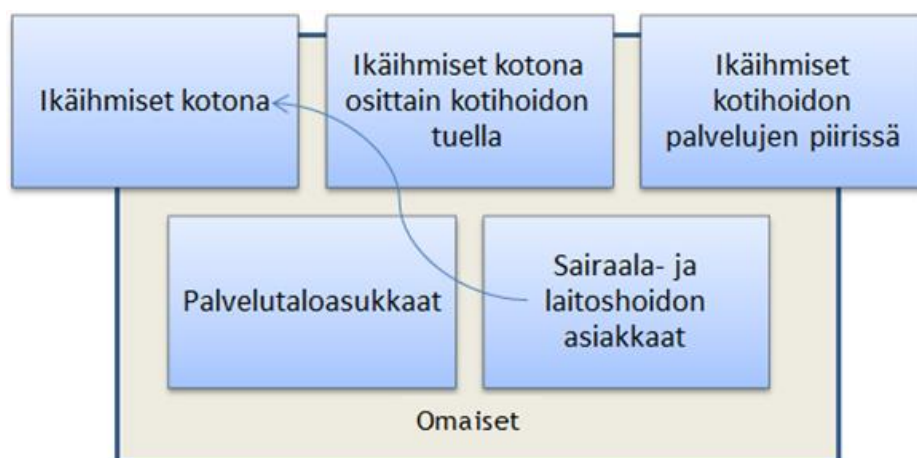 Ikäihmiset kotona
Ikäihmiset kotona
osittain kotihoidon
tuella
Ikäihmiset
kotihoidon
palvelujen piirissä
Palvelutaloasukkaat
Sairaala- ja
laitoshoidon
asiakkaat
Omaiset